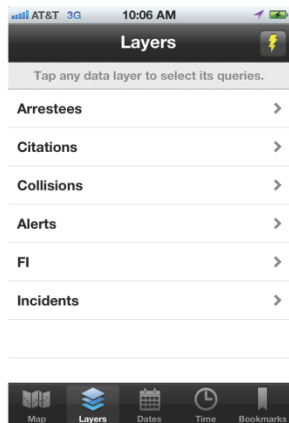 AT&T 3G 10:06 AM
Layers
Tap any data layer to select its queries.
Arrestees
Citations
Collisions
Alerts
FI
Incidents
Map Layers Dates Time Bookmarks